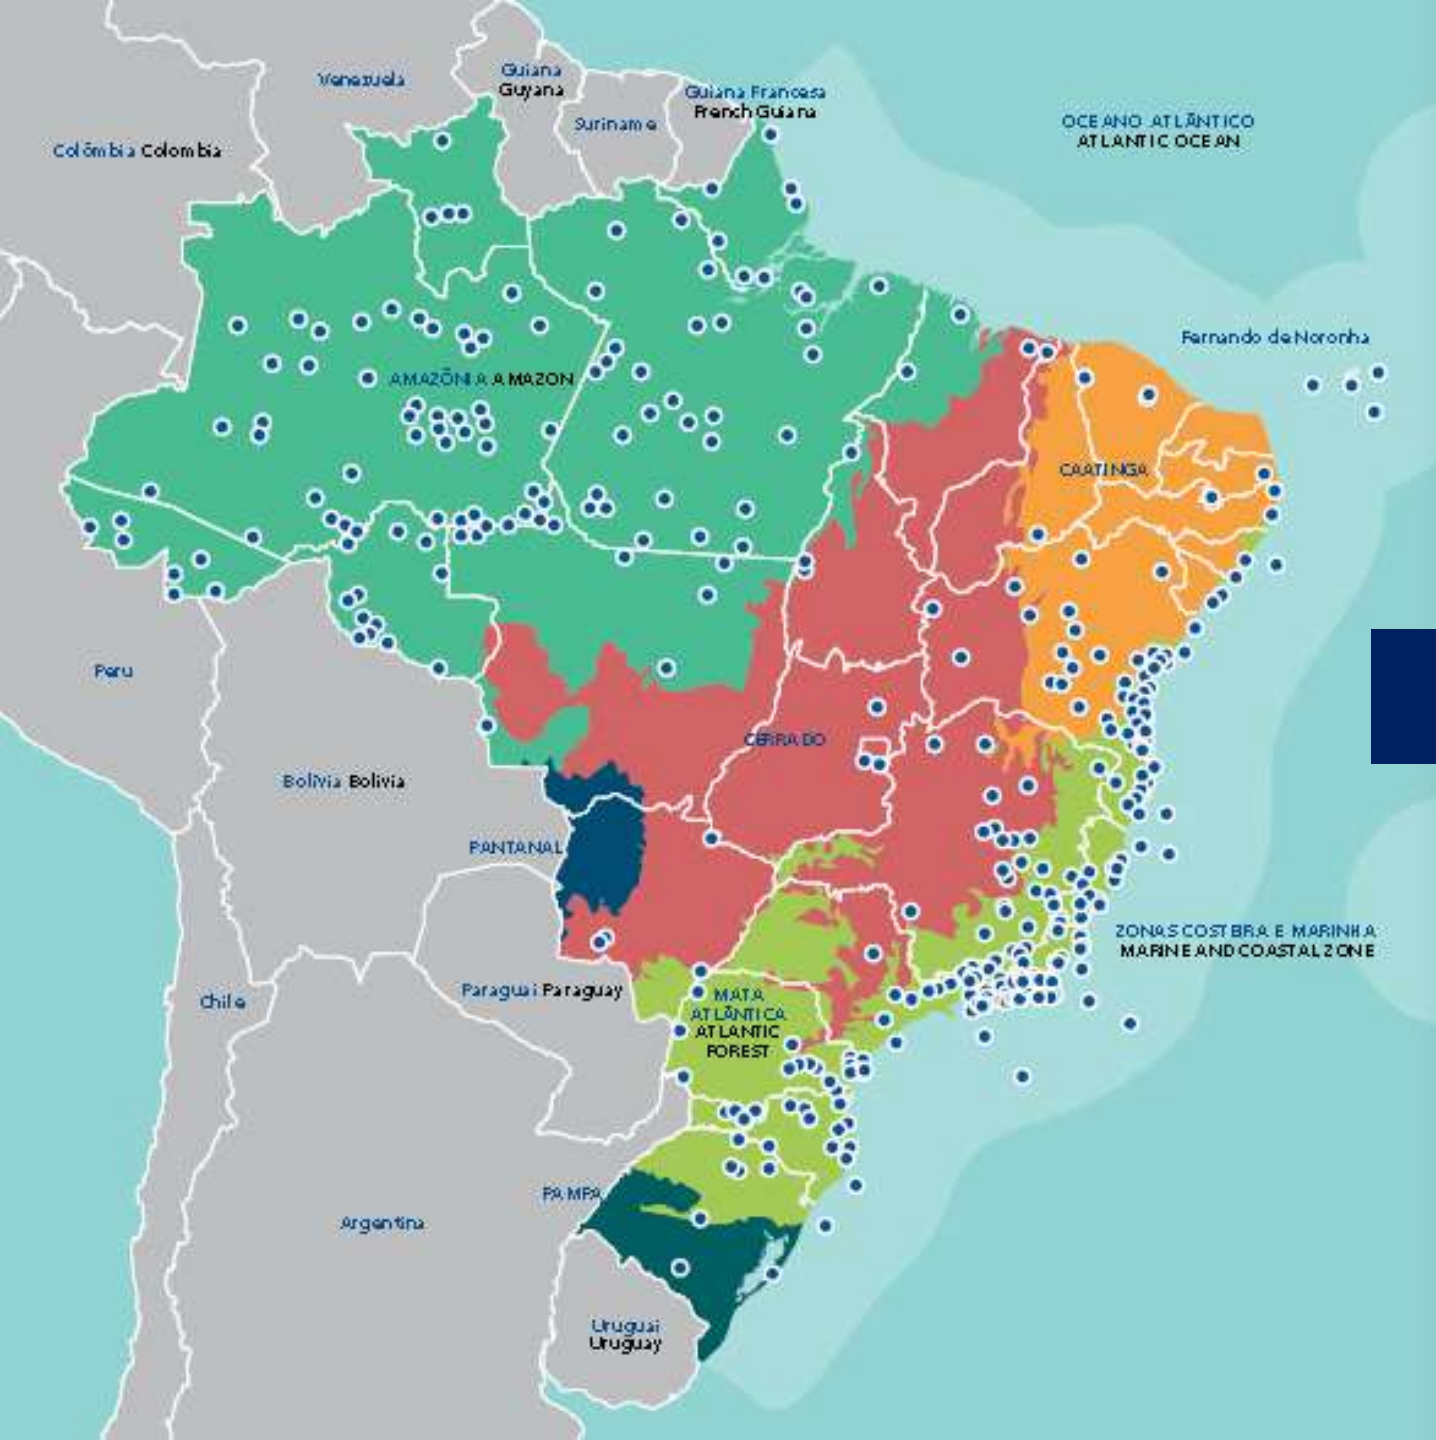 Venezuela
Guiana
Guyana
Guiana Francesa
French Guiana
Suriname
OCEANO ATLÂNTICO
ATLANTIC OCEAN
Colômbia Colombia
Fernando de Noronha
AMAZÔNIA AMAZON
CAATINGA
Peru
CERRADO
Bolívia Bolivia
PANTANAL
ZONAS COSTEIRA E MARINHA
MARINE AND COASTAL ZONE
Chile
Paraguai Paraguay
MATA
ATLÂNTICA
ATLANTIC
FOREST
PAMPA
Argentina
Uruguai
Uruguay